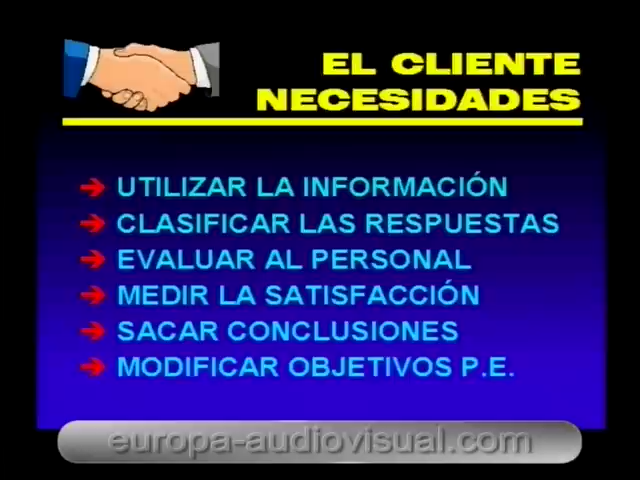 EL CLIENTE
NECESIDADES
UTILIZAR LA INFORMACIÓN
CLASIFICAR LAS RESPUESTAS
EVALUAR AL PERSONAL
MEDIR LA SATISFACCIÓN
SACAR CONCLUSIONES
MODIFICAR OBJETIVOS P.E.
europa-audiovisual.com